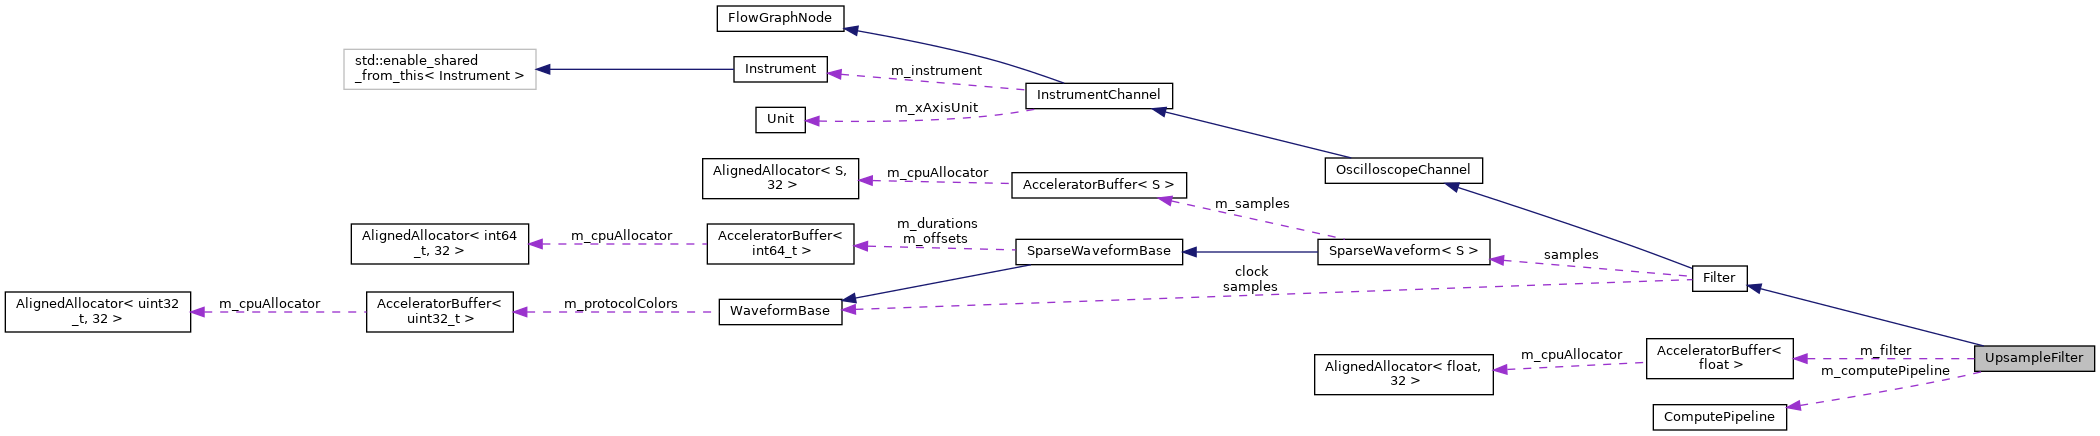 FlowGraphNode
std::enable_shared
_from_this< Instrument >
Instrument
m_instrument
InstrumentChannel
m_xAxisUnit
Unit
AlignedAllocator< S,
32 >
m_cpuAllocator
AcceleratorBuffer< S >
OscilloscopeChannel
m_samples
AlignedAllocator< int64
_t, 32 >
m_cpuAllocator
AcceleratorBuffer<
int64_t >
m_durations
m_offsets
SparseWaveformBase
SparseWaveform< S >
samples
Filter
clock
samples
AlignedAllocator< uint32
_t, 32 >
m_cpuAllocator
AcceleratorBuffer<
uint32_t >
m_protocolColors
WaveformBase
AlignedAllocator< float,
32 >
m_cpuAllocator
AcceleratorBuffer<
float >
m_filter
UpsampleFilter
m_computePipeline
ComputePipeline